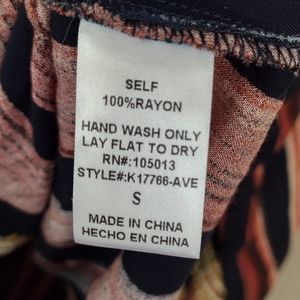 SELF
100%RAYON
HAND WASH ONLY
LAY FLAT TO DRY
RN#:105013
STYLE#:K17766-AVE
S
MADE IN CHINA
HECHO EN CHINA